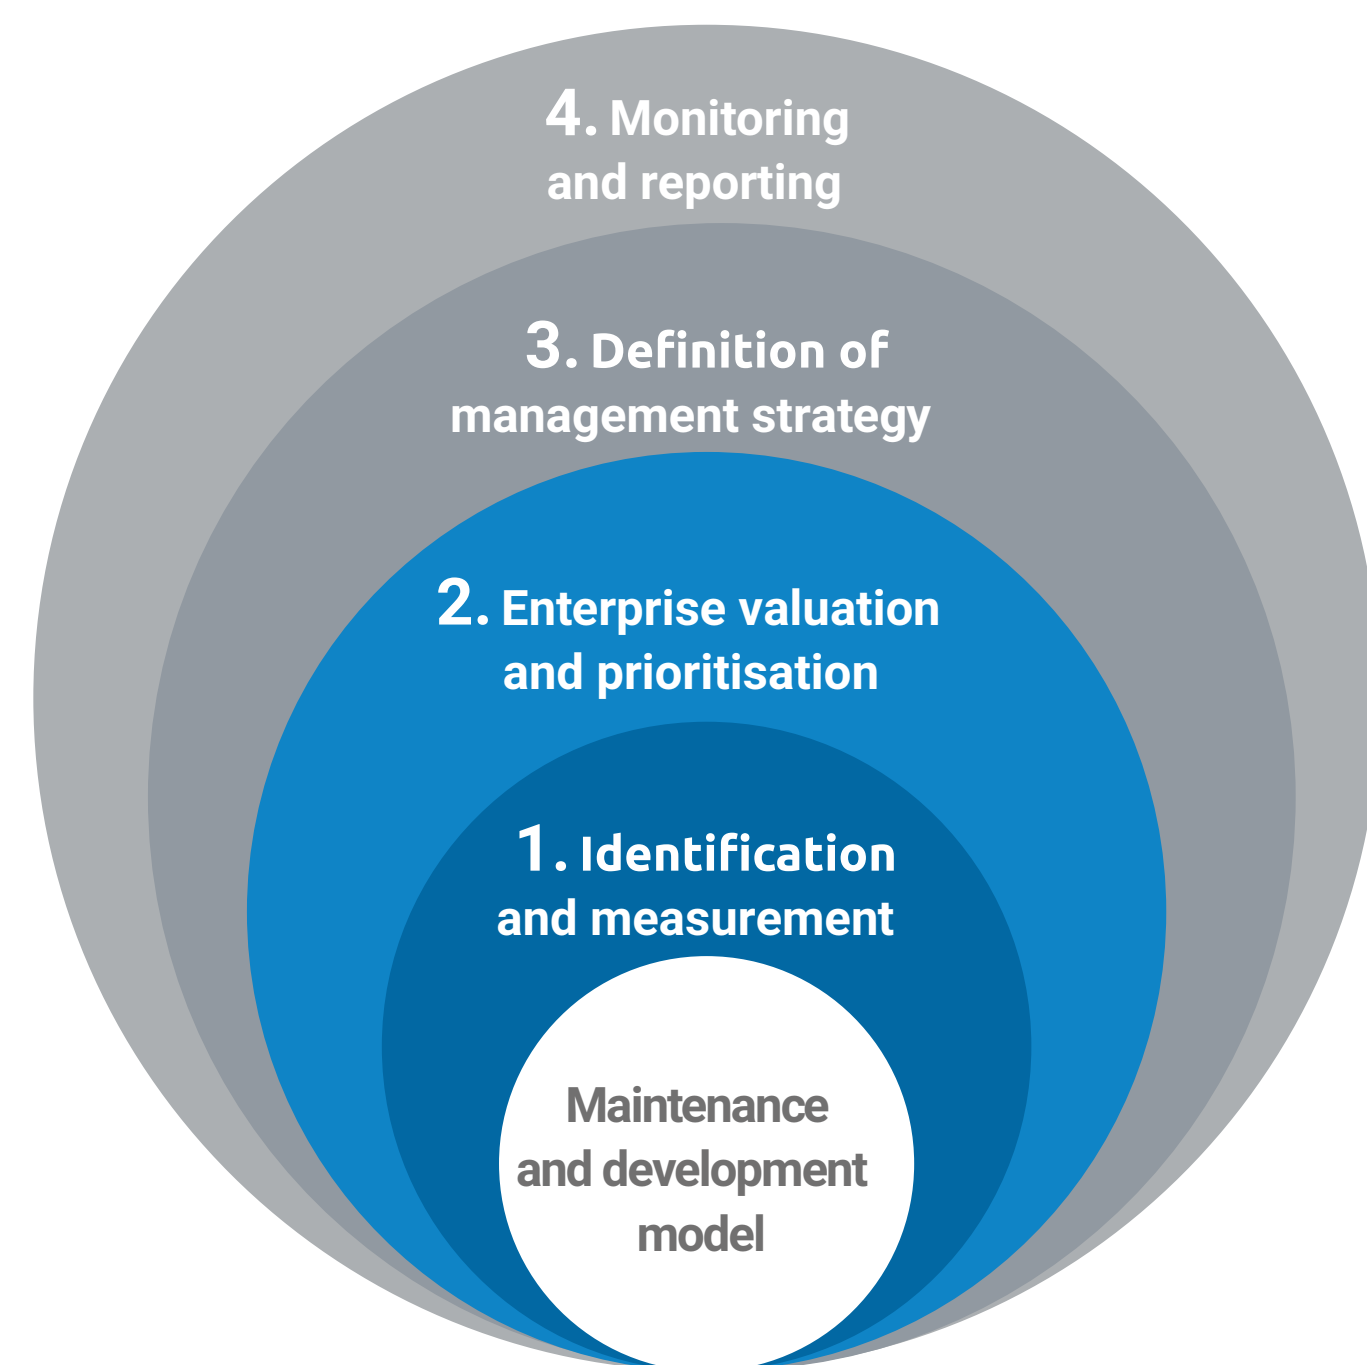 4. Monitoring
and reporting
3. Definition of
management strategy
2. Enterprise valuation
and prioritisation
1. Identification
and measurement
Maintenance
and development
model